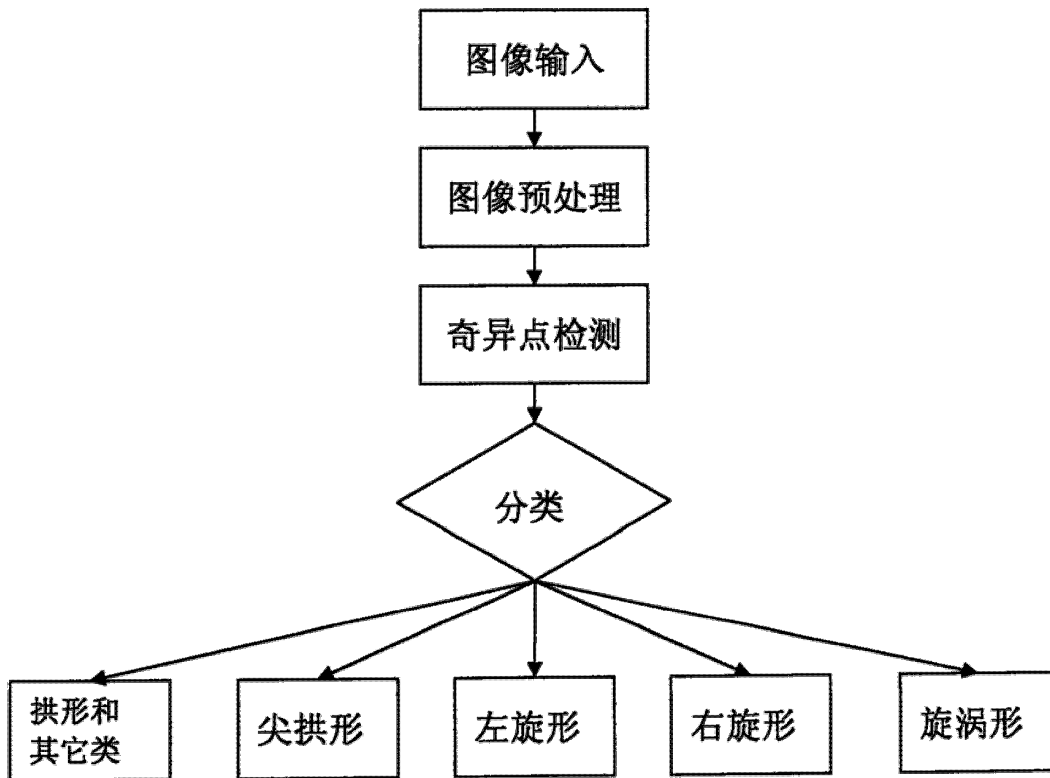 图像输入
图像预处理
奇异点检测
分类
拱形和
其它类
尖拱形
左旋形
右旋形
旋涡形